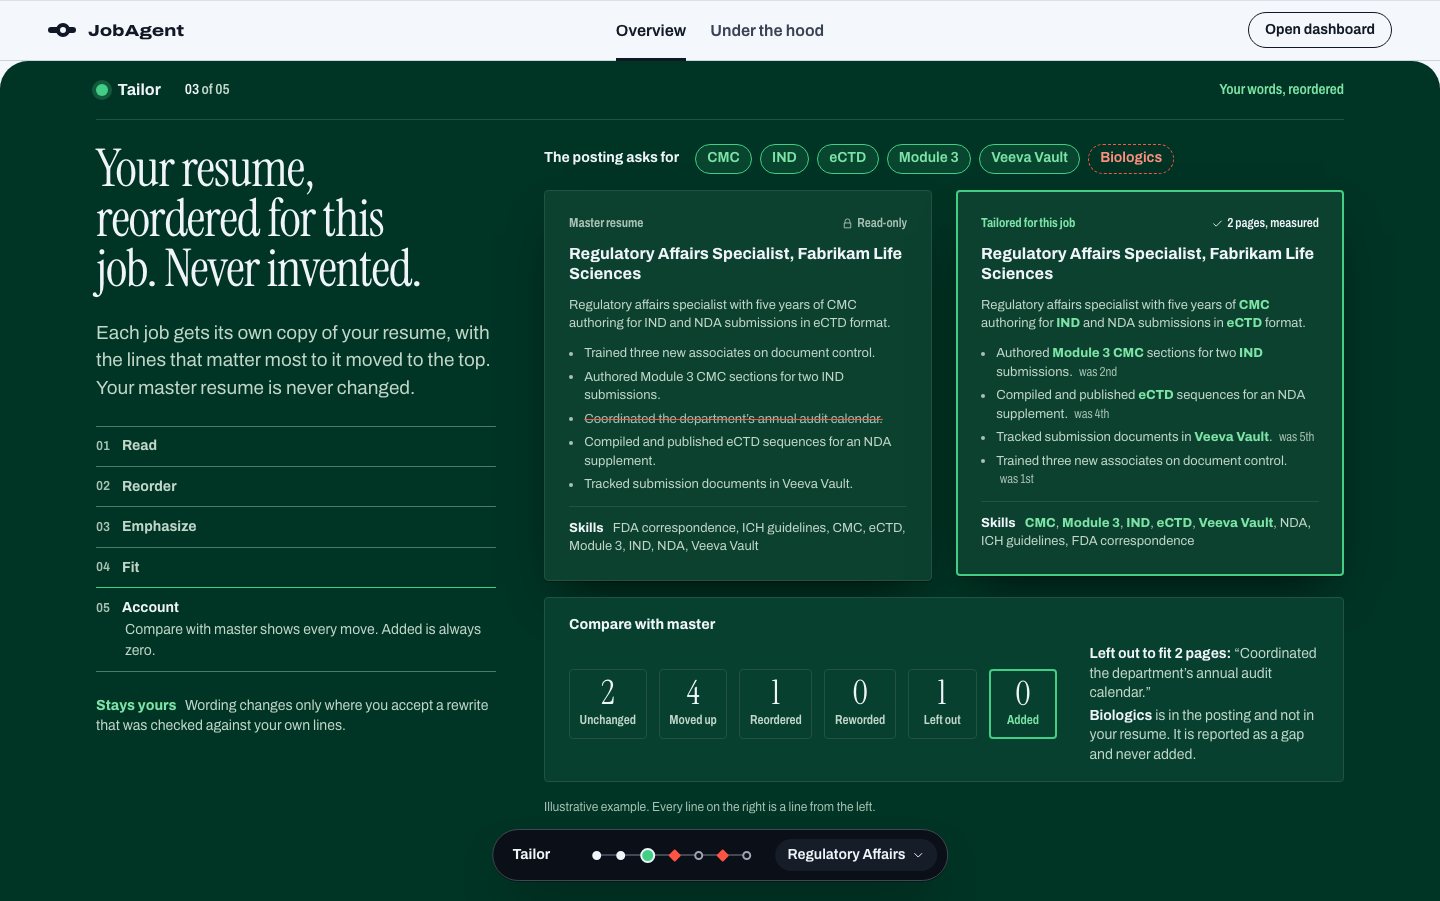 JobAgent
Overview
Under the hood
Open dashboard
Tailor
03 of 05
Your words, reordered
Your resume,
reordered for this
job. Never invented.
Each job gets its own copy of your resume, with
the lines that matter most to it moved to the top.
Your master resume is never changed.
01 Read
02 Reorder
03 Emphasize
04 Fit
05 Account
Compare with master shows every move. Added is always
zero.
Stays yours Wording changes only where you accept a rewrite
that was checked against your own lines.
The posting asks for
CMC
IND
eCTD
Module 3
Veeva Vault
Biologics
Master resume
Read-only
Regulatory Affairs Specialist, Fabrikam Life
Sciences
Regulatory affairs specialist with five years of CMC
authoring for IND and NDA submissions in eCTD format.
• Trained three new associates on document control.
• Authored Module 3 CMC sections for two IND
submissions.
• Coordinated the department's annual audit calendar.
• Compiled and published eCTD sequences for an NDA
supplement.
• Tracked submission documents in Veeva Vault.
Skills FDA correspondence, ICH guidelines, CMC, eCTD,
Module 3, IND, NDA, Veeva Vault
Tailored for this job
2 pages, measured
Regulatory Affairs Specialist, Fabrikam Life
Sciences
Regulatory affairs specialist with five years of CMC
authoring for IND and NDA submissions in eCTD format.
• Authored Module 3 CMC sections for two IND
submissions. was 2nd
• Compiled and published eCTD sequences for an NDA
supplement. was 4th
• Tracked submission documents in Veeva Vault. was 5th
• Trained three new associates on document control.
was 1st
Skills CMC, Module 3, IND, eCTD, Veeva Vault, NDA,
ICH guidelines, FDA correspondence
Compare with master
2 Unchanged
4 Moved up
1 Reordered
0 Reworded
1 Left out
0 Added
Left out to fit 2 pages: “Coordinated
the department's annual audit
calendar.”
Biologics is in the posting and not in
your resume. It is reported as a gap
and never added.
Illustrative example. Every line on the right is a line from the left.
Tailor
Regulatory Affairs